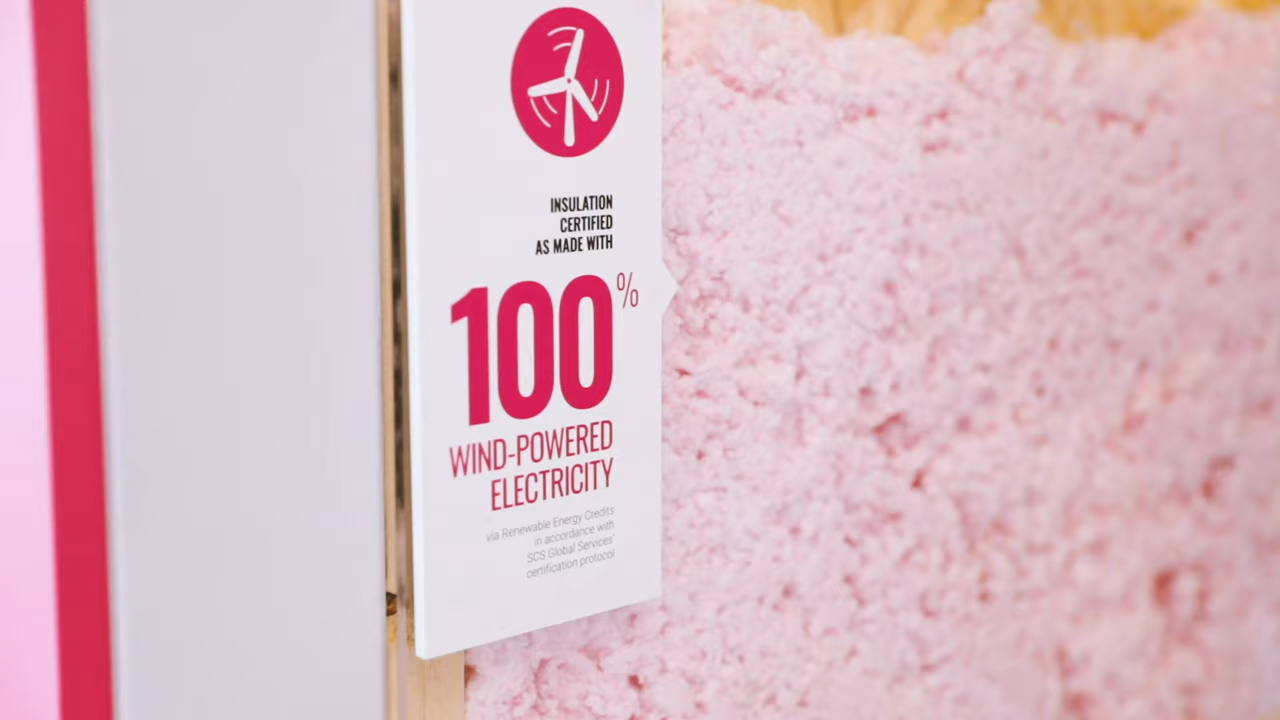 INSULATION
CERTIFIED
AS MADE WITH
100%
WIND-POWERED
ELECTRICITY
via Renewable Energy Credits
in accordance with
SCS Global Services'
certification protocol